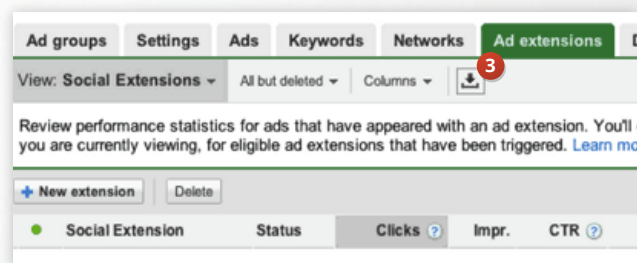 Ad groups Settings Ads Keywords Networks Ad extensions
View: Social Extensions All but deleted Columns 3
Review performance statistics for ads that have appeared with an ad extension. You'll
you are currently viewing, for eligible ad extensions that have been triggered. Learn mo
+ New extension Delete
Social Extension Status Clicks ? Impr. CTR ?